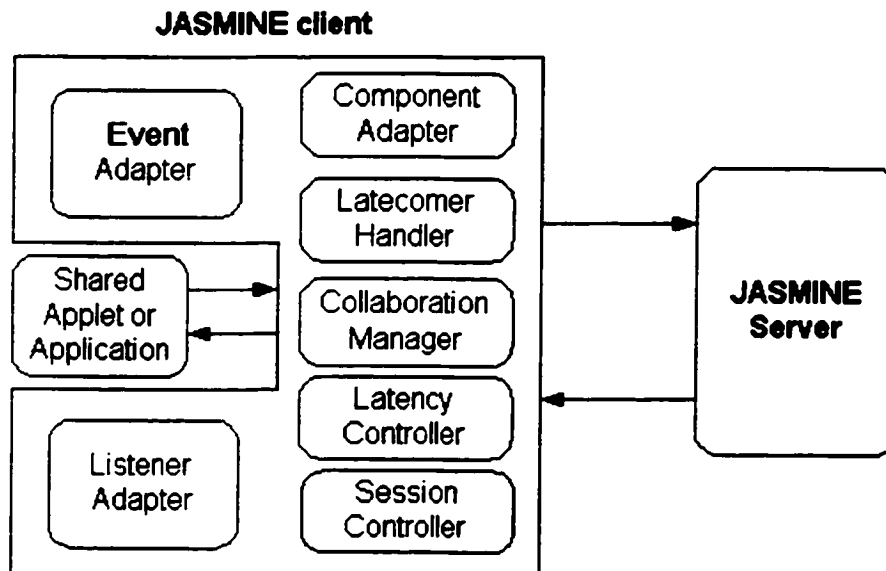 JASMINE client
Event
Adapter
Component
Adapter
Latecomer
Handler
Shared
Applet or
Application
Collaboration
Manager
Latency
Controller
Listener
Adapter
Session
Controller
JASMINE
Server